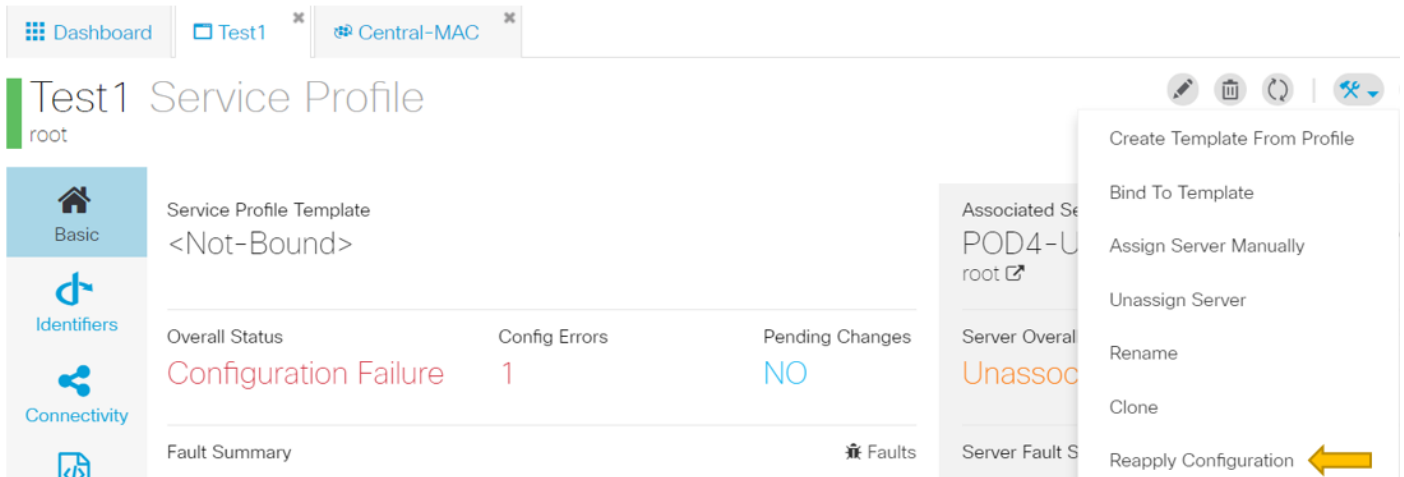 Dashboard Test1 Central-MAC
Test1 Service Profile
root
Create Template From Profile
Bind To Template
Assign Server Manually
Unassign Server
Rename
Clone
Reapply Configuration
Basic
Identifiers
Connectivity
Service Profile Template
<Not-Bound>
Overall Status Config Errors Pending Changes
Configuration Failure 1 NO
Fault Summary Faults
Associated Se
POD4-U
root
Server Overal
Unassoc
Server Fault S